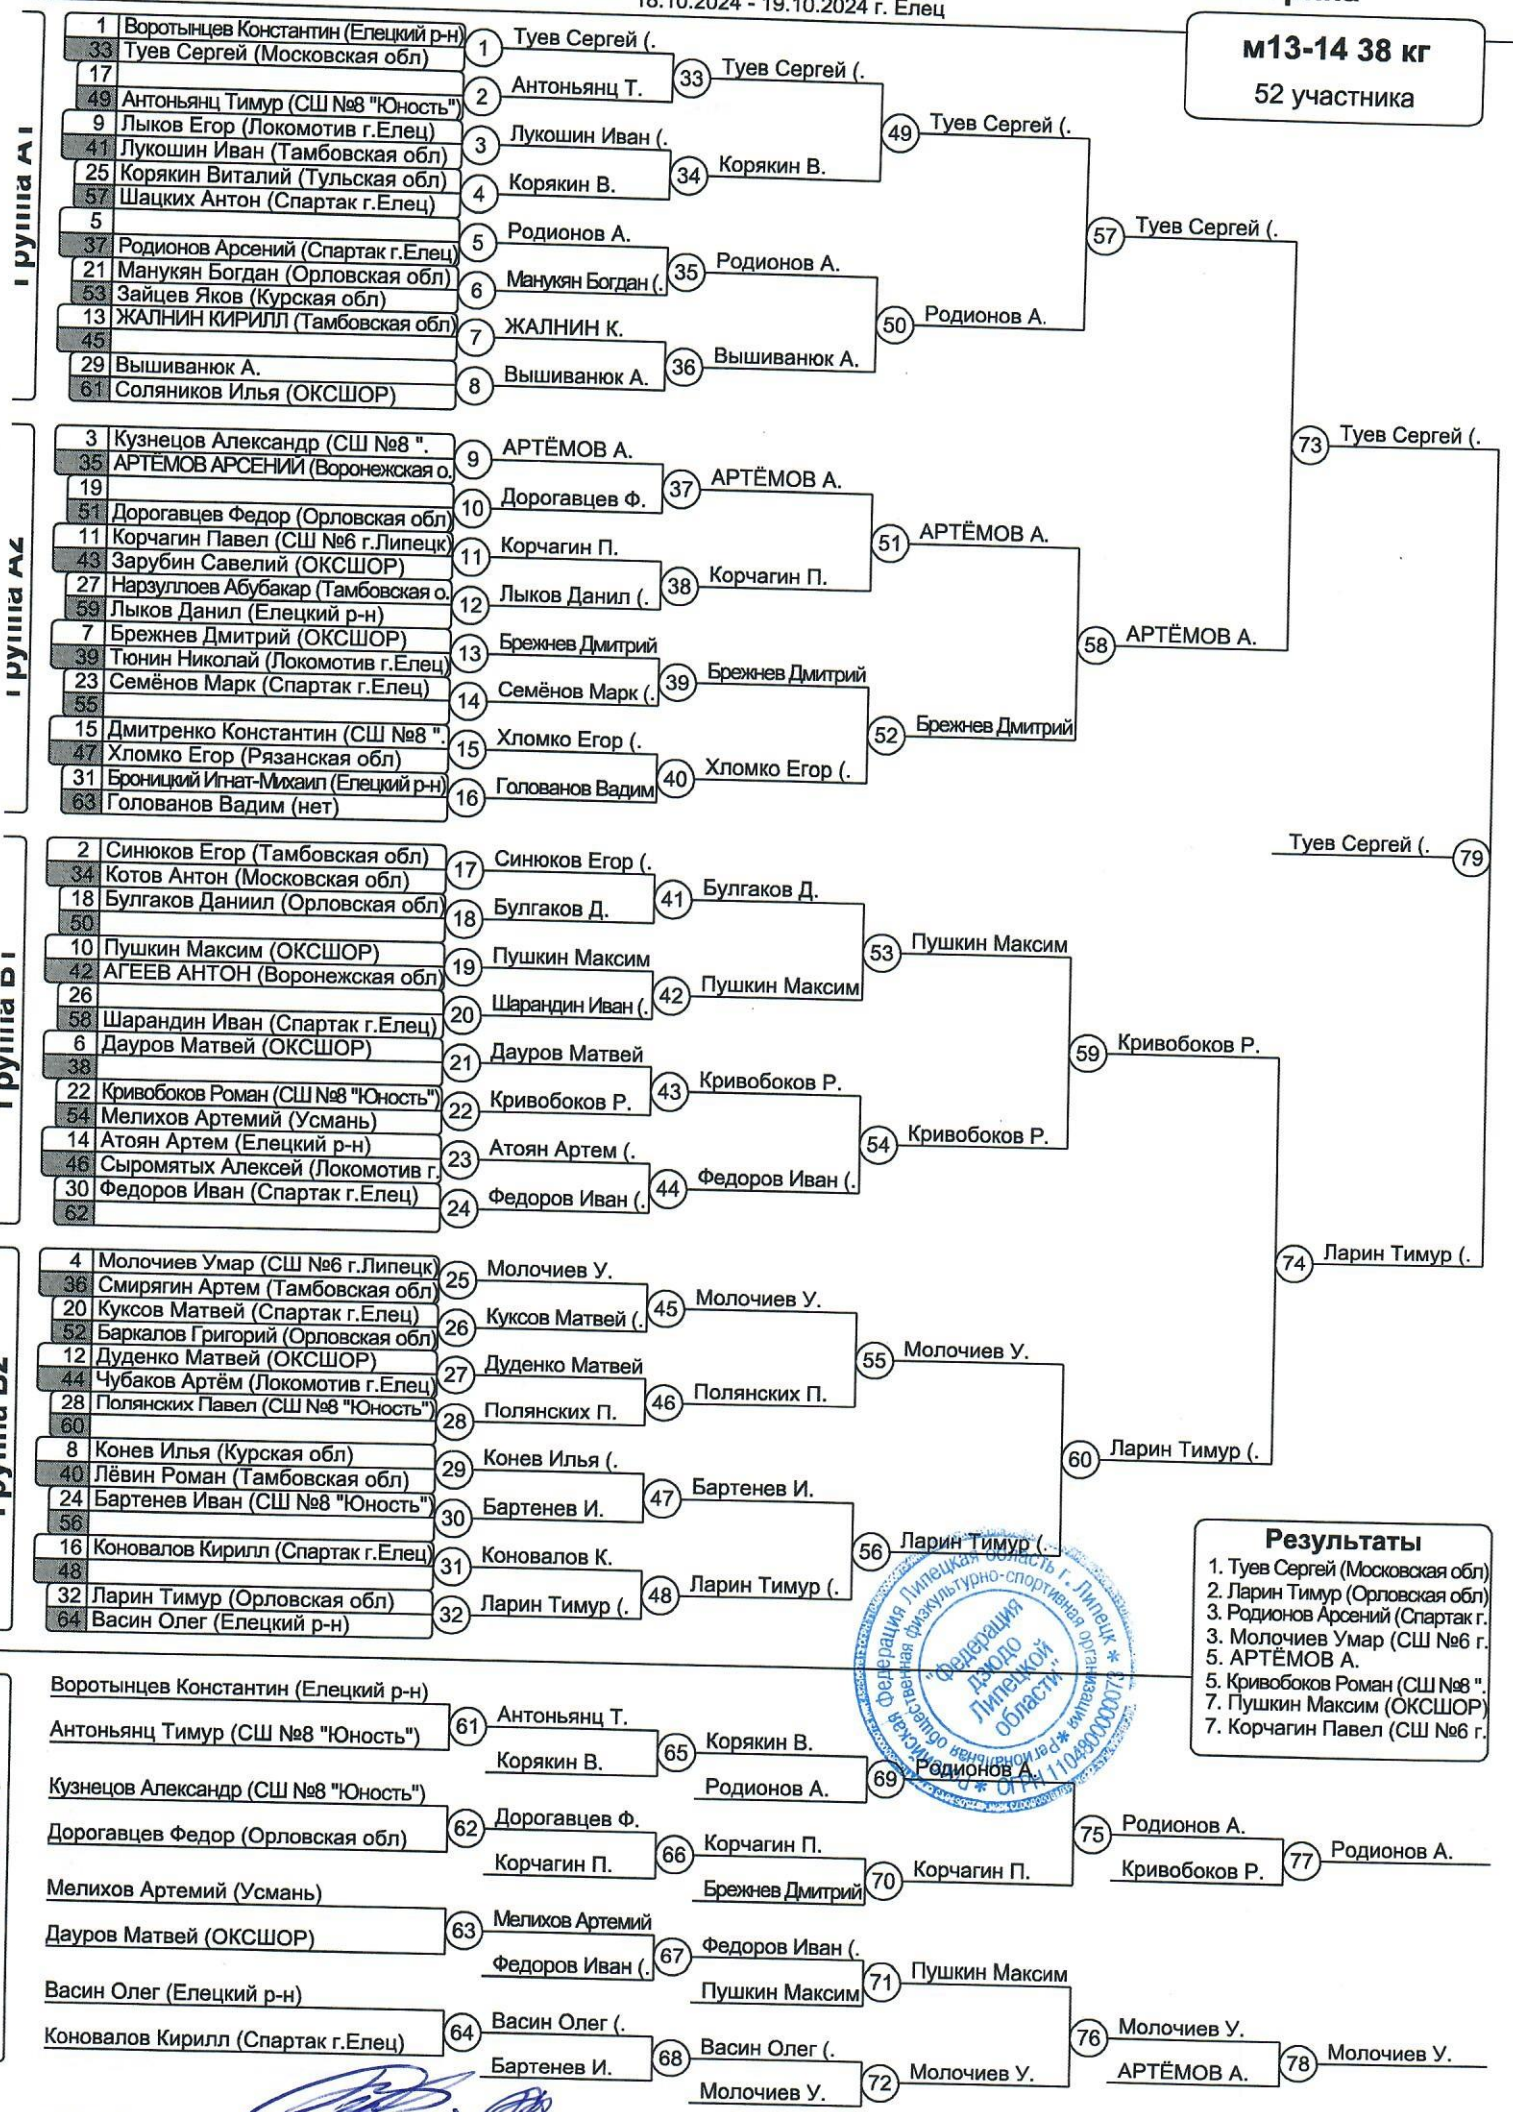 18.10.2024 - 19.10.2024 г. Елец
м13-14 38 кг
52 участника
Группа A1
1 Воротынцев Константин (Елецкий р-н)
33 Туев Сергей (Московская обл)
17
49 Антоньянц Тимур (СШ №8 "Юность")
9 Лыков Егор (Локомотив г.Елец)
41 Лукошин Иван (Тамбовская обл)
25 Корякин Виталий (Тульская обл)
57 Шацких Антон (Спартак г.Елец)
5
37 Родионов Арсений (Спартак г.Елец)
21 Манукян Богдан (Орловская обл)
53 Зайцев Яков (Курская обл)
13 ЖАЛНИН КИРИЛЛ (Тамбовская обл)
45
29 Вышиванюк А.
61 Соляников Илья (ОКСШОР)
1 Туев Сергей (.
2 Антоньянц Т.
3 Лукошин Иван (.
4 Корякин В.
5 Родионов А.
6 Манукян Богдан (.
7 ЖАЛНИН К.
8 Вышиванюк А.
33 Туев Сергей (.
34 Корякин В.
35 Родионов А.
36 Вышиванюк А.
49 Туев Сергей (.
50 Родионов А.
57 Туев Сергей (.
Группа A2
3 Кузнецов Александр (СШ №8 ".
35 АРТЁМОВ АРСЕНИЙ (Воронежская о.
19
51 Дорогавцев Федор (Орловская обл)
11 Корчагин Павел (СШ №6 г.Липецк)
43 Зарубин Савелий (ОКСШОР)
27 Нарзуллоев Абубакар (Тамбовская о.
59 Лыков Данил (Елецкий р-н)
7 Брежнев Дмитрий (ОКСШОР)
39 Тюнин Николай (Локомотив г.Елец)
23 Семёнов Марк (Спартак г.Елец)
55
15 Дмитренко Константин (СШ №8 ".
47 Хломко Егор (Рязанская обл)
31 Броницкий Игнат-Михаил (Елецкий р-н)
63 Голованов Вадим (нет)
9 АРТЁМОВ А.
10 Дорогавцев Ф.
11 Корчагин П.
12 Лыков Данил (.
13 Брежнев Дмитрий
14 Семёнов Марк (.
15 Хломко Егор (.
16 Голованов Вадим
37 АРТЁМОВ А.
38 Корчагин П.
39 Брежнев Дмитрий
40 Хломко Егор (.
51 АРТЁМОВ А.
52 Брежнев Дмитрий
58 АРТЁМОВ А.
73 Туев Сергей (.
Туев Сергей (. 79
Группа B1
2 Синюков Егор (Тамбовская обл)
34 Котов Антон (Московская обл)
18 Булгаков Даниил (Орловская обл)
50
10 Пушкин Максим (ОКСШОР)
42 АГЕЕВ АНТОН (Воронежская обл)
26
58 Шарандин Иван (Спартак г.Елец)
6 Дауров Матвей (ОКСШОР)
38
22 Кривобоков Роман (СШ №8 "Юность")
54 Мелихов Артемий (Усмань)
14 Атоян Артем (Елецкий р-н)
46 Сыромятых Алексей (Локомотив г.
30 Федоров Иван (Спартак г.Елец)
62
17 Синюков Егор (.
18 Булгаков Д.
19 Пушкин Максим
20 Шарандин Иван (.
21 Дауров Матвей
22 Кривобоков Р.
23 Атоян Артем (.
24 Федоров Иван (.
41 Булгаков Д.
42 Пушкин Максим
43 Кривобоков Р.
44 Федоров Иван (.
53 Пушкин Максим
54 Кривобоков Р.
59 Кривобоков Р.
Группа B2
4 Молочиев Умар (СШ №6 г.Липецк)
36 Смирягин Артем (Тамбовская обл)
20 Куксов Матвей (Спартак г.Елец)
52 Баркалов Григорий (Орловская обл)
12 Дуденко Матвей (ОКСШОР)
44 Чубаков Артём (Локомотив г.Елец)
28 Полянских Павел (СШ №8 "Юность")
60
8 Конев Илья (Курская обл)
40 Лёвин Роман (Тамбовская обл)
24 Бартенев Иван (СШ №8 "Юность")
56
16 Коновалов Кирилл (Спартак г.Елец)
48
32 Ларин Тимур (Орловская обл)
64 Васин Олег (Елецкий р-н)
25 Молочиев У.
26 Куксов Матвей (.
27 Дуденко Матвей
28 Полянских П.
29 Конев Илья (.
30 Бартенев И.
31 Коновалов К.
32 Ларин Тимур (.
45 Молочиев У.
46 Полянских П.
47 Бартенев И.
48 Ларин Тимур (.
55 Молочиев У.
56 Ларин Тимур (.
60 Ларин Тимур (.
74 Ларин Тимур (.
Результаты
1. Туев Сергей (Московская обл)
2. Ларин Тимур (Орловская обл)
3. Родионов Арсений (Спартак г.
3. Молочиев Умар (СШ №6 г.
5. АРТЁМОВ А.
5. Кривобоков Роман (СШ №8 ".
7. Пушкин Максим (ОКСШОР)
7. Корчагин Павел (СШ №6 г.
Воротынцев Константин (Елецкий р-н)
Антоньянц Тимур (СШ №8 "Юность")
Кузнецов Александр (СШ №8 "Юность")
Дорогавцев Федор (Орловская обл)
Мелихов Артемий (Усмань)
Дауров Матвей (ОКСШОР)
Васин Олег (Елецкий р-н)
Коновалов Кирилл (Спартак г.Елец)
61 Антоньянц Т.
Корякин В.
62 Дорогавцев Ф.
Корчагин П.
63 Мелихов Артемий
Федоров Иван (.
64 Васин Олег (.
Бартенев И.
65 Корякин В.
Родионов А.
66 Корчагин П.
Брежнев Дмитрий
67 Федоров Иван (.
Пушкин Максим
68 Васин Олег (.
Молочиев У.
69 Родионов А.
70 Корчагин П.
71 Пушкин Максим
72 Молочиев У.
75 Родионов А.
Кривобоков Р.
76 Молочиев У.
АРТЁМОВ А.
77 Родионов А.
78 Молочиев У.
Федерация Липецкая область г. Липецк *
физкультурно-спортивная организация * Региональная общественная
"Федерация
дзюдо
Липецкой
области"
* ОГРН 1104800000073 *